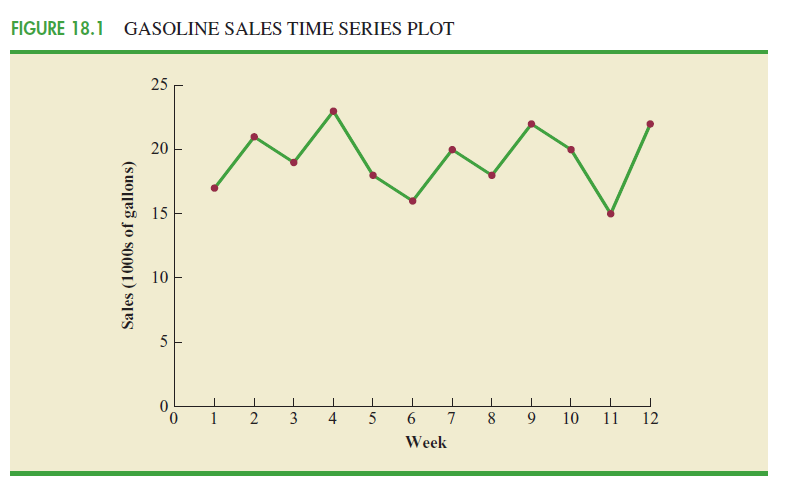 FIGURE 18.1 GASOLINE SALES TIME SERIES PLOT
25
20
15
10
5
0
Sales (1000s of gallons)
0 1 2 3 4 5 6 7 8 9 10 11 12
Week